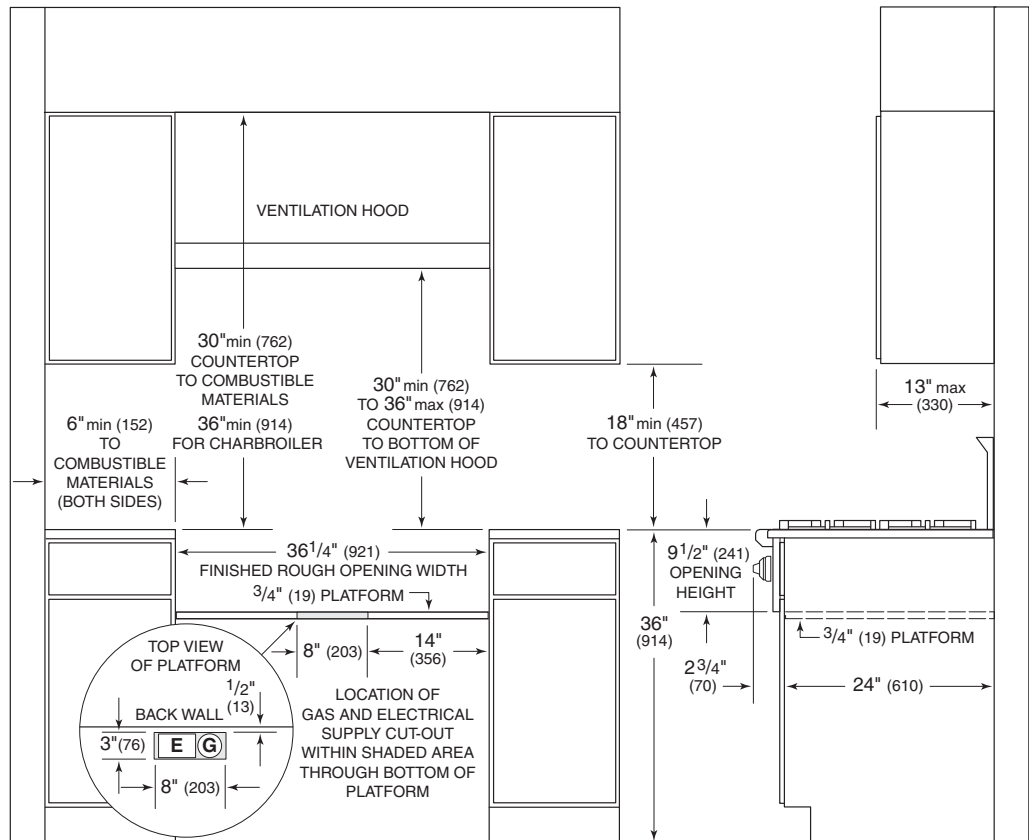 VENTILATION HOOD
30" min (762)
COUNTERTOP
TO COMBUSTIBLE
MATERIALS
36" min (914)
FOR CHARBROILER
6" min (152)
TO
COMBUSTIBLE
MATERIALS
(BOTH SIDES)
30" min (762)
TO 36" max (914)
COUNTERTOP
TO BOTTOM OF
VENTILATION HOOD
18" min (457)
TO COUNTERTOP
13" max
(330)
36 1/4" (921)
FINISHED ROUGH OPENING WIDTH
3/4" (19) PLATFORM
9 1/2" (241)
OPENING
HEIGHT
36"
(914)
3/4" (19) PLATFORM
2 3/4"
(70)
24" (610)
8" (203)
14"
(356)
TOP VIEW
OF PLATFORM
1/2"
(13)
BACK WALL
3" (76)
E G
8" (203)
LOCATION OF
GAS AND ELECTRICAL
SUPPLY CUT-OUT
WITHIN SHADED AREA
THROUGH BOTTOM OF
PLATFORM